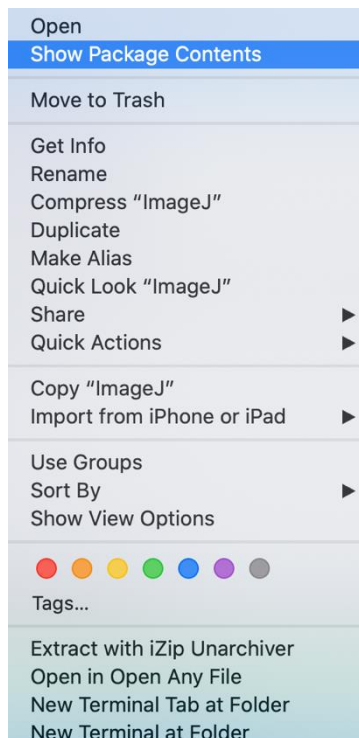 Open
Show Package Contents
Move to Trash
Get Info
Rename
Compress “ImageJ”
Duplicate
Make Alias
Quick Look “ImageJ”
Share
Quick Actions
Copy “ImageJ”
Import from iPhone or iPad
Use Groups
Sort By
Show View Options
Tags...
Extract with iZip Unarchiver
Open in Open Any File
New Terminal Tab at Folder
New Terminal at Folder